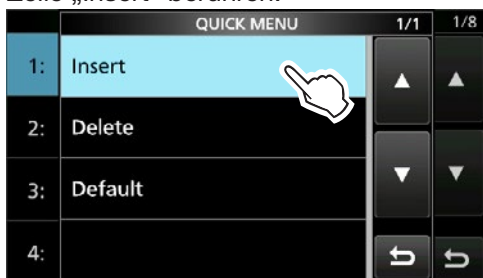 Zeile „Insert“ berühren.
QUICK MENU 1/1 1/8
1: Insert
2: Delete
3: Default
4: